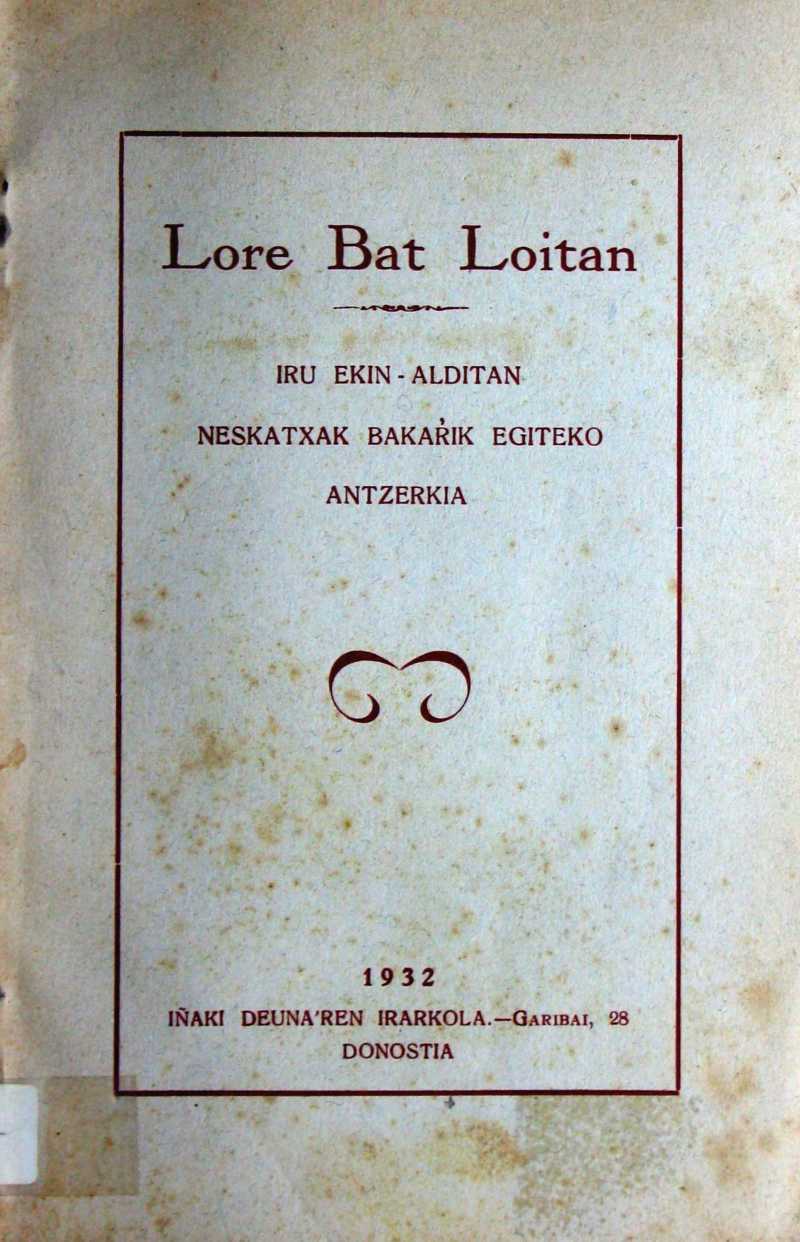 Lore Bat Loitan
IRU EKIN-ALDITAN
NESKATXAK BAKAŔIK EGITEKO
ANTZERKIA
1932
IÑAKI DEUNA'REN IRARKOLA.—GARIBAI, 28
DONOSTIA